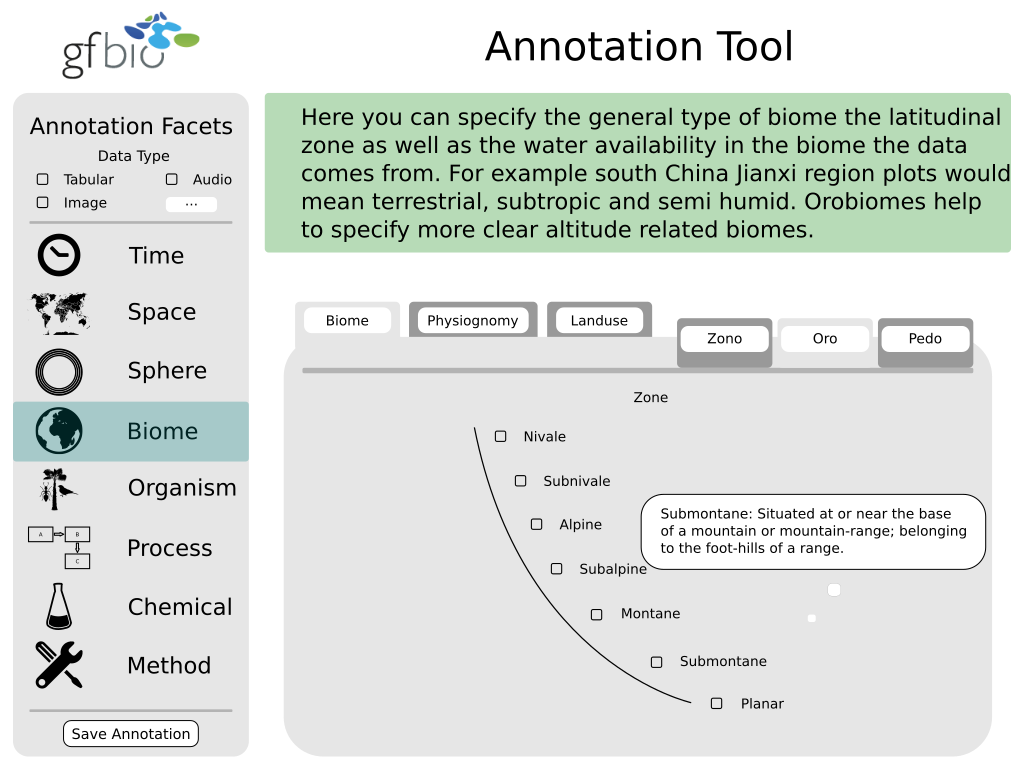 gfbio
Annotation Tool
Annotation Facets
Data Type
Tabular
Audio
Image
...
Time
Space
Sphere
Biome
Organism
A
B
C
Process
Chemical
Method
Save Annotation
Here you can specify the general type of biome the latitudinal
zone as well as the water availability in the biome the data
comes from. For example south China Jianxi region plots would
mean terrestrial, subtropic and semi humid. Orobiomes help
to specify more clear altitude related biomes.
Biome
Physiognomy
Landuse
Zono
Oro
Pedo
Zone
Nivale
Subnivale
Alpine
Subalpine
Montane
Submontane
Planar
Submontane: Situated at or near the base
of a mountain or mountain-range; belonging
to the foot-hills of a range.